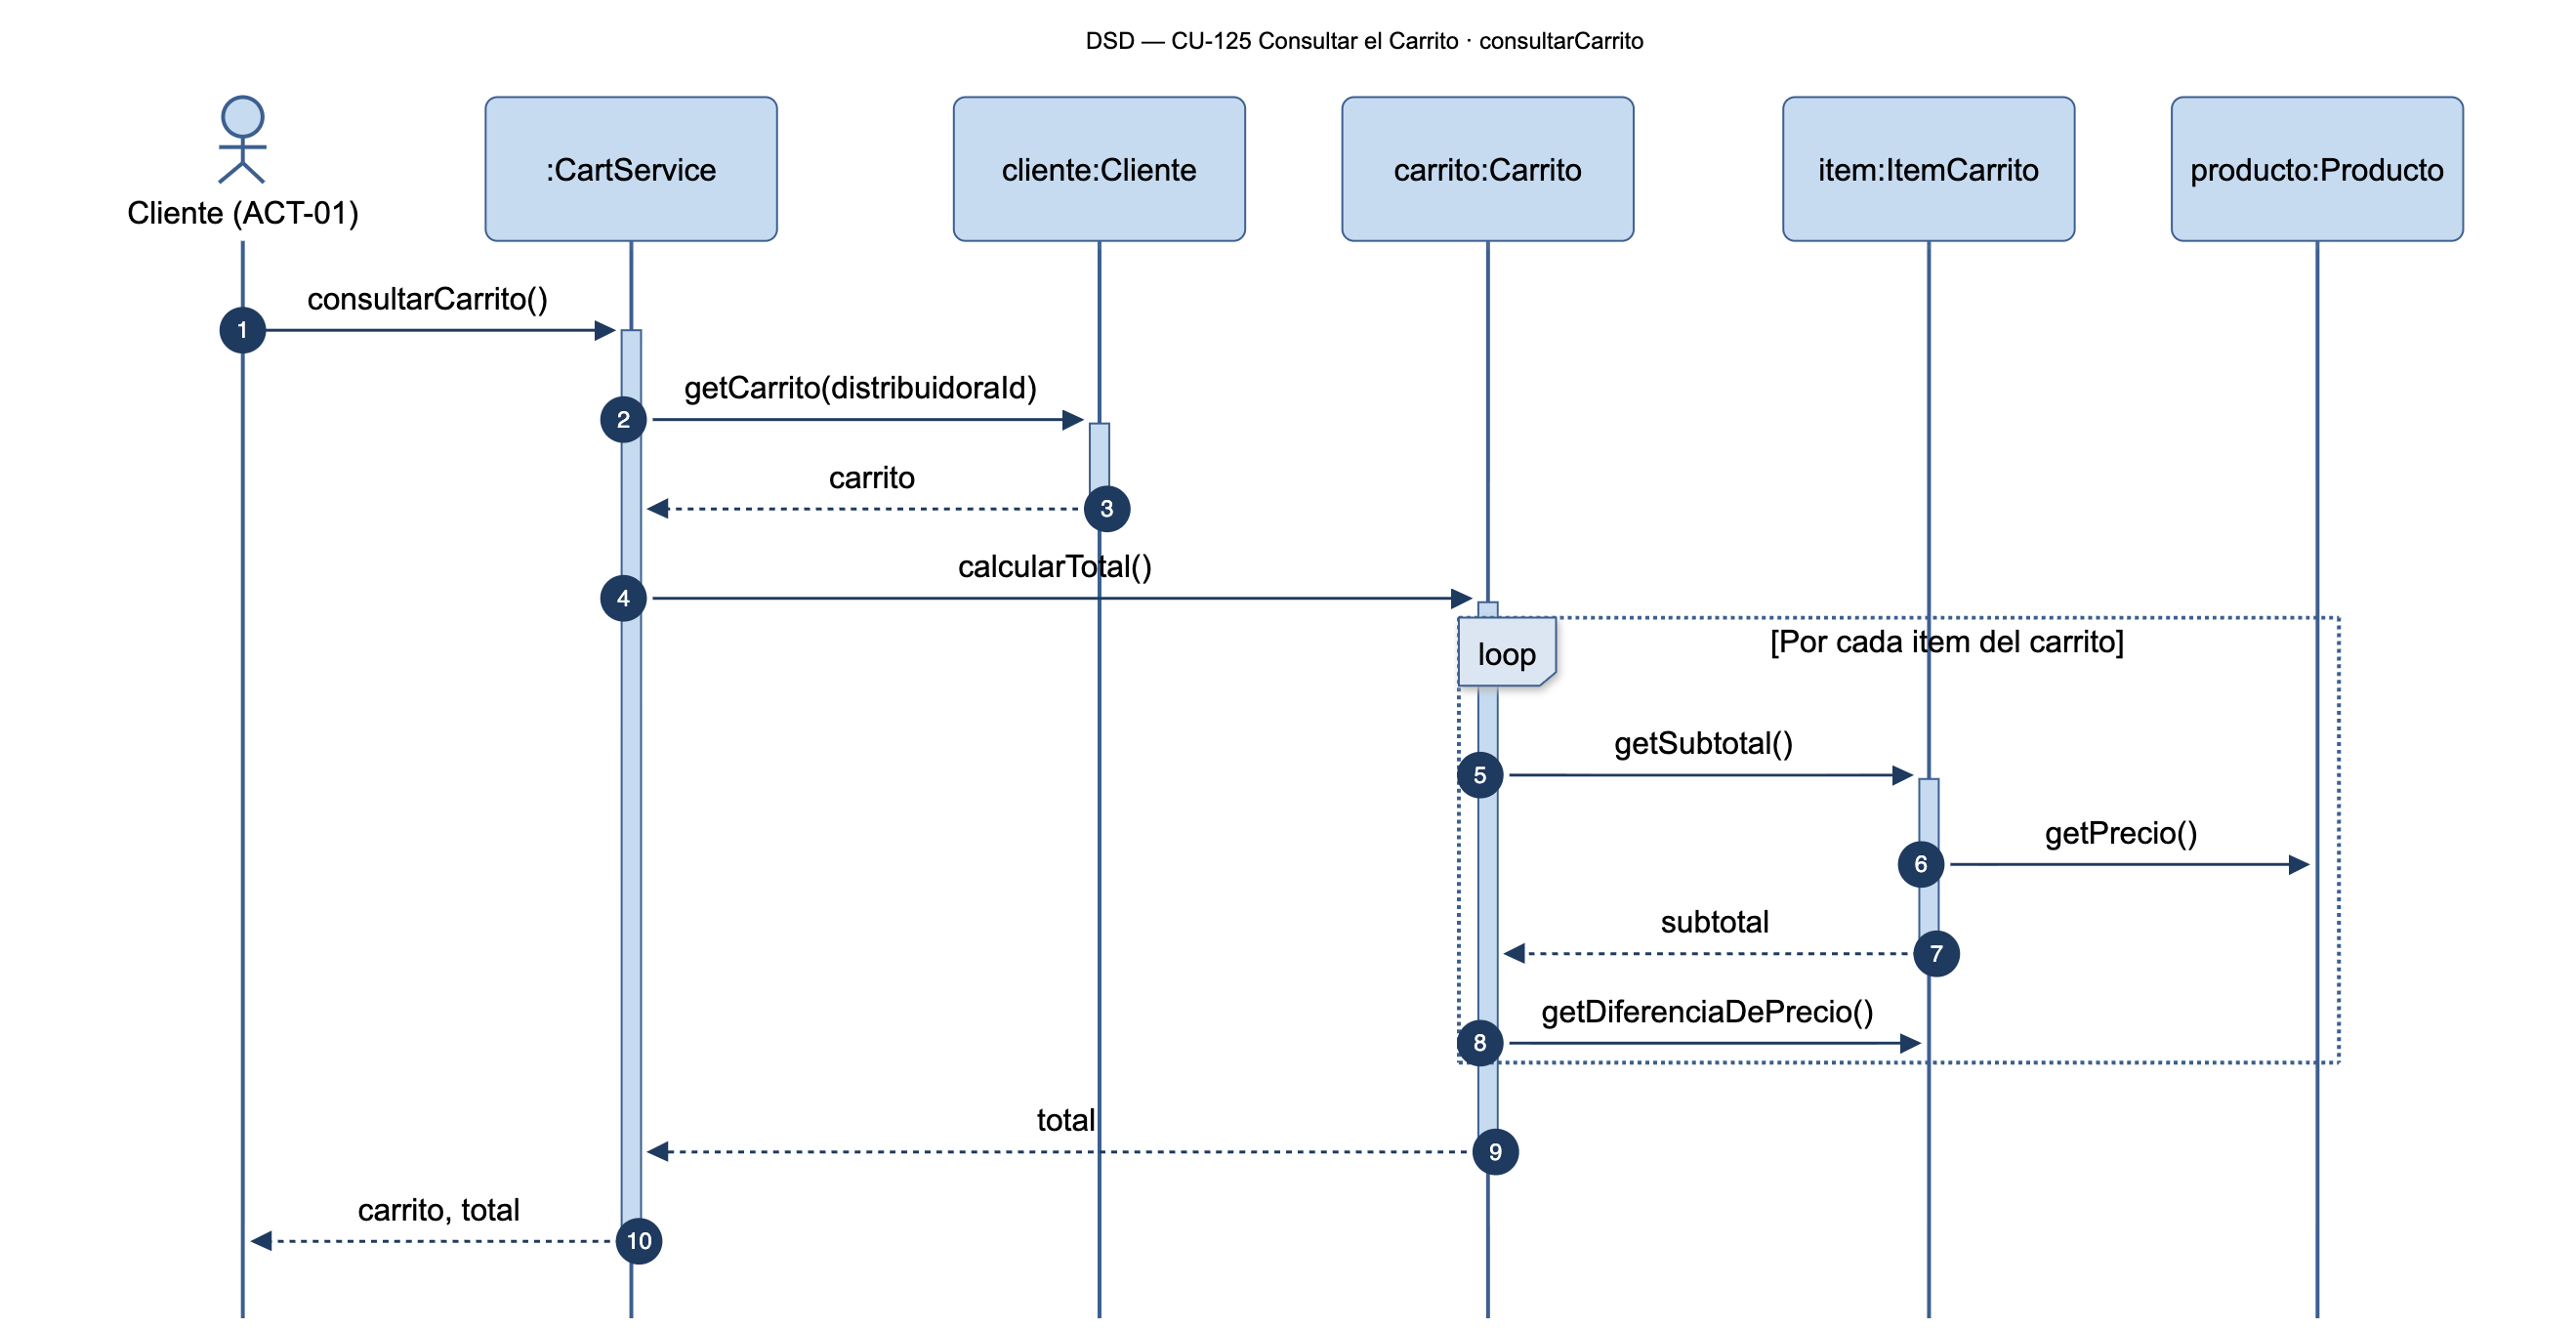 DSD — CU-125 Consultar el Carrito · consultarCarrito
Cliente (ACT-01)
:CartService
cliente:Cliente
carrito:Carrito
item:ItemCarrito
producto:Producto
consultarCarrito()
1
getCarrito(distribuidoraId)
2
carrito
3
calcularTotal()
4
loop
[Por cada item del carrito]
getSubtotal()
5
getPrecio()
6
subtotal
7
getDiferenciaDePrecio()
8
total
9
carrito, total
10